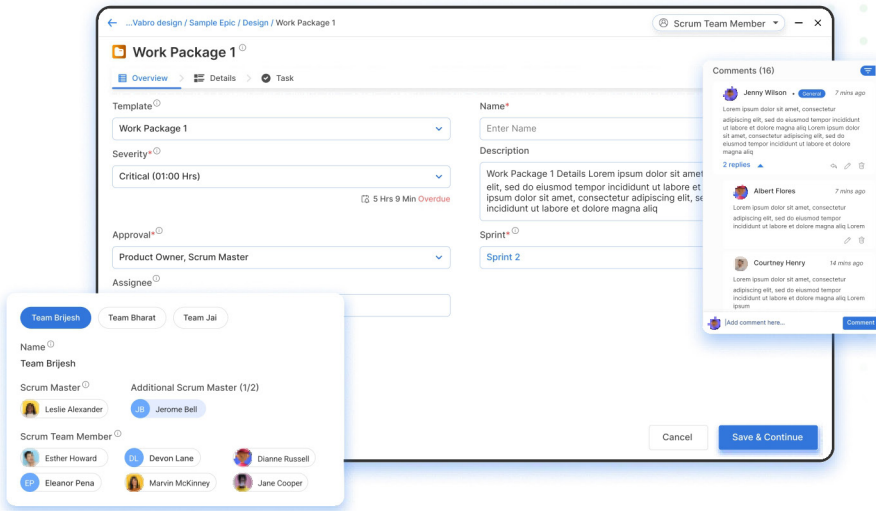 ...Vabro design / Sample Epic / Design / Work Package 1
Scrum Team Member
Work Package 1
Overview
Details
Task
Template
Work Package 1
Severity*
Critical (01:00 Hrs)
5 Hrs 9 Min Overdue
Approval*
Product Owner, Scrum Master
Assignee
Name*
Enter Name
Description
Work Package 1 Details Lorem ipsum dolor sit amet
elit, sed do eiusmod tempor incididunt ut labore et
ipsum dolor sit amet, consectetur adipiscing elit, se
incididunt ut labore et dolore magna aliq
Sprint*
Sprint 2
Cancel
Save & Continue
Comments (16)
Jenny Wilson • General 7 mins ago
Lorem ipsum dolor sit amet, consectetur
adipiscing elit, sed do eiusmod tempor incididunt
ut labore et dolore magna aliq Lorem ipsum dolor
sit amet, consectetur adipiscing elit, sed do
eiusmod tempor incididunt ut labore et dolore
magna aliq
2 replies
Albert Flores 7 mins ago
Lorem ipsum dolor sit amet, consectetur
adipiscing elit, sed do eiusmod tempor
incididunt ut labore et dolore magna aliq Lorem
Courtney Henry 14 mins ago
Lorem ipsum dolor sit amet, consectetur
adipiscing elit, sed do eiusmod tempor
incididunt ut labore et dolore magna aliq Lorem
ipsum
Add comment here...
Comment
Team Brijesh
Team Bharat
Team Jai
Name
Team Brijesh
Scrum Master
Additional Scrum Master (1/2)
Leslie Alexander
JB Jerome Bell
Scrum Team Member
Esther Howard
DL Devon Lane
Dianne Russell
EP Eleanor Pena
Marvin McKinney
Jane Cooper